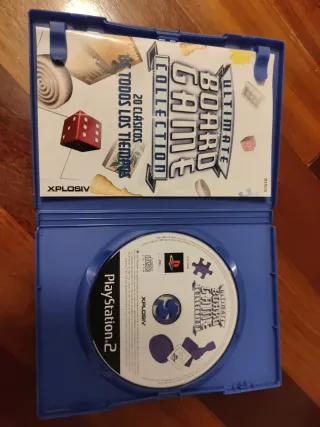 ULTIMATE
BOARD
GAME
COLLECTION
20 CLÁSICOS
DE TODOS LOS TIEMPOS
XPLOSIV
PlayStation 2
XPLOSIV
ULTIMATE
BOARD
GAME
COLLECTION